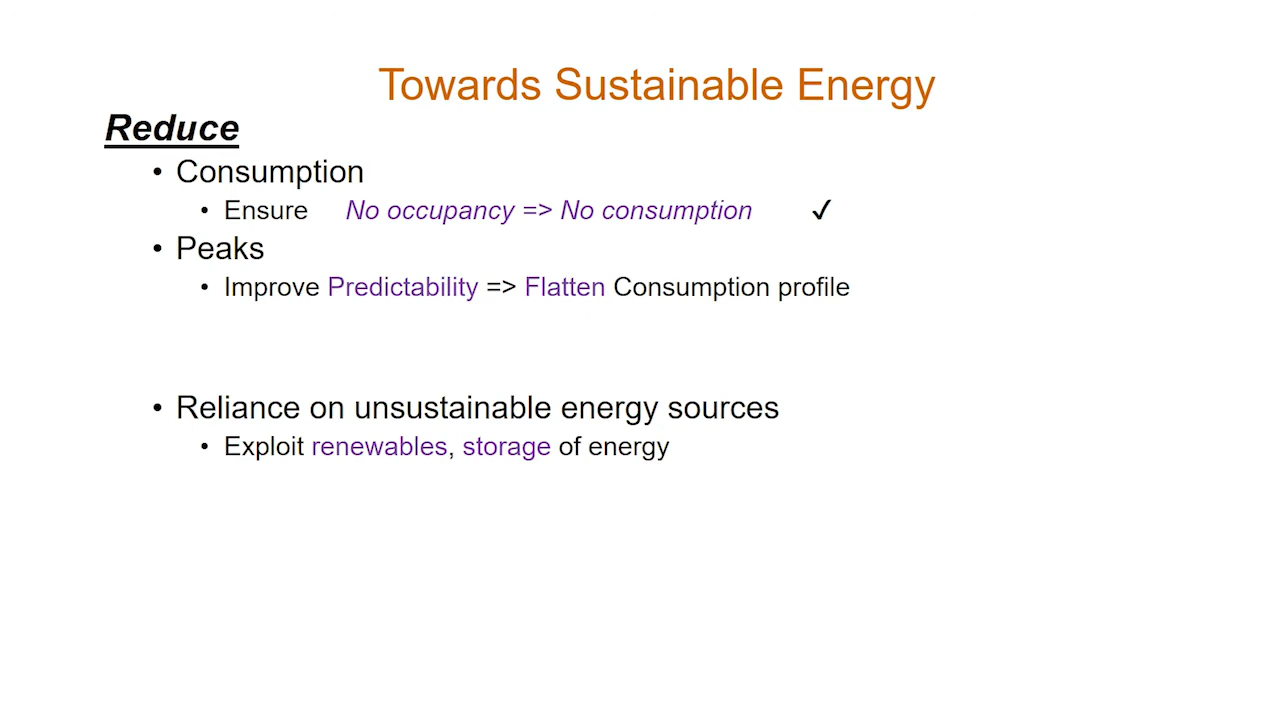 Towards Sustainable Energy
Reduce
• Consumption
• Ensure No occupancy => No consumption ✓
• Peaks
• Improve Predictability => Flatten Consumption profile
• Reliance on unsustainable energy sources
• Exploit renewables, storage of energy